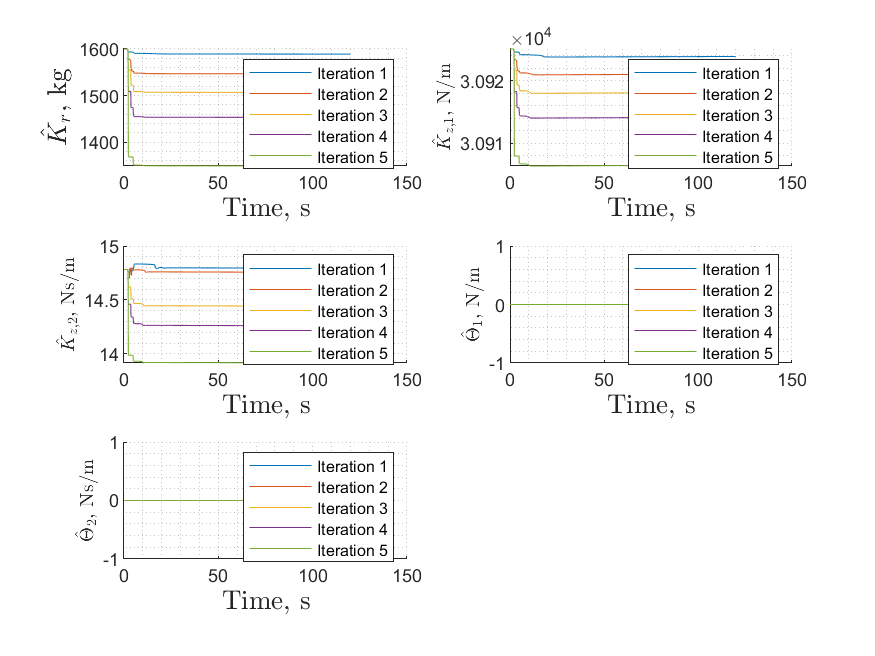 1600
1500
1400
K̂r, kg
0 50 100 150
Time, s
Iteration 1
Iteration 2
Iteration 3
Iteration 4
Iteration 5
×10^4
3.092
3.091
K̂z,1, N/m
0 50 100 150
Time, s
Iteration 1
Iteration 2
Iteration 3
Iteration 4
Iteration 5
15
14.5
14
K̂z,2, Ns/m
0 50 100 150
Time, s
Iteration 1
Iteration 2
Iteration 3
Iteration 4
Iteration 5
1
0
-1
Θ̂1, N/m
0 50 100 150
Time, s
Iteration 1
Iteration 2
Iteration 3
Iteration 4
Iteration 5
1
0
-1
Θ̂2, Ns/m
0 50 100 150
Time, s
Iteration 1
Iteration 2
Iteration 3
Iteration 4
Iteration 5